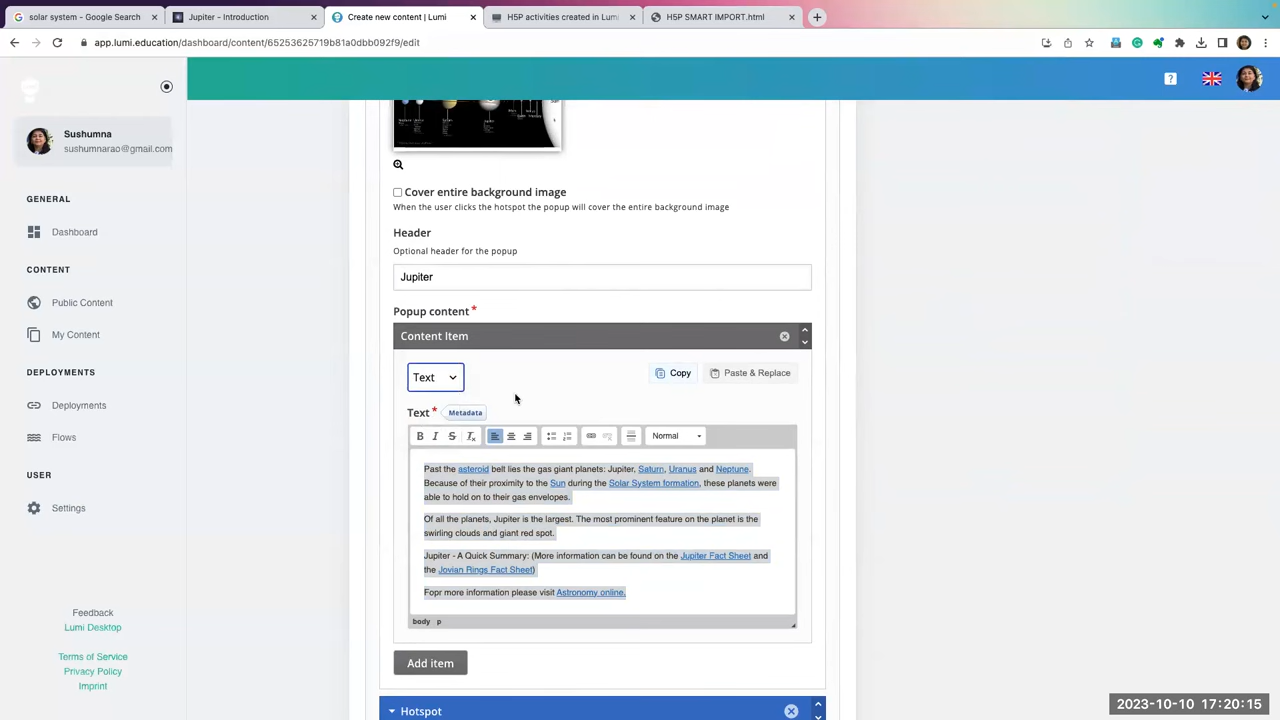 solar system - Google Search
Jupiter - Introduction
Create new content | Lumi
H5P activities created in Lumi
H5P SMART IMPORT.html
app.lumi.education/dashboard/content/65253625719b81a0dbb092f9/edit
Sushumna
sushumnarao@gmail.com
GENERAL
Dashboard
CONTENT
Public Content
My Content
DEPLOYMENTS
Deployments
Flows
USER
Settings
Feedback
Lumi Desktop
Terms of Service
Privacy Policy
Imprint
Cover entire background image
When the user clicks the hotspot the popup will cover the entire background image
Header
Optional header for the popup
Jupiter
Popup content *
Content Item
Text
Copy
Paste & Replace
Text * Metadata
B I S Tx
Normal
Past the asteroid belt lies the gas giant planets: Jupiter, Saturn, Uranus and Neptune.
Because of their proximity to the Sun during the Solar System formation, these planets were
able to hold on to their gas envelopes.
Of all the planets, Jupiter is the largest. The most prominent feature on the planet is the
swirling clouds and giant red spot.
Jupiter - A Quick Summary: (More information can be found on the Jupiter Fact Sheet and
the Jovian Rings Fact Sheet)
Fopr more information please visit Astronomy online.
body p
Add item
Hotspot
2023-10-10 17:20:15